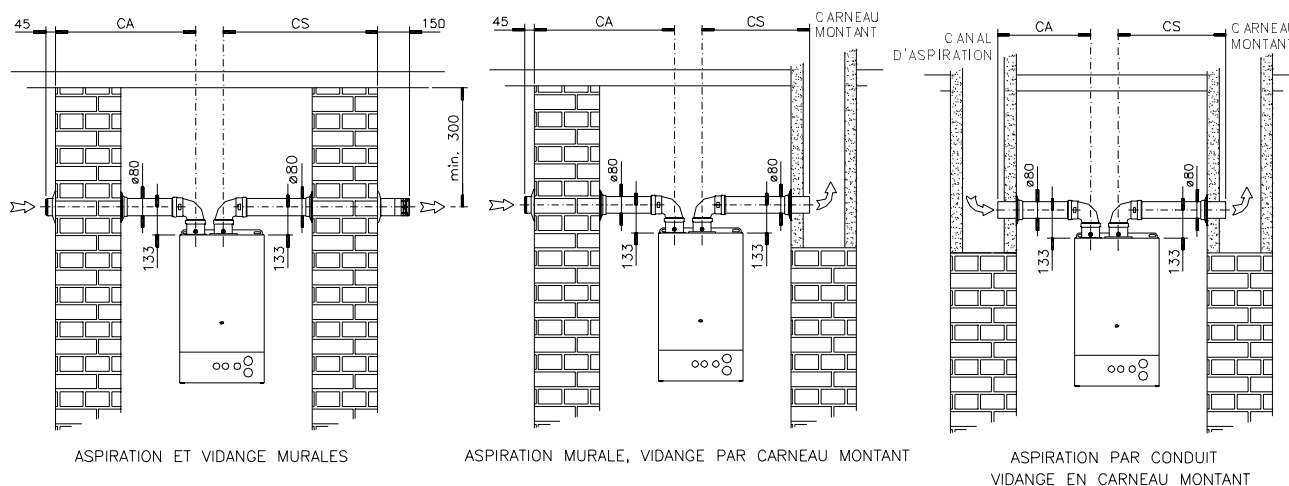 45
CA
CS
150
min. 300
ø80
ø80
133
133
ASPIRATION ET VIDANGE MURALES
45
CA
CS
CARNEAU
MONTANT
ø80
ø80
133
133
ASPIRATION MURALE, VIDANGE PAR CARNEAU MONTANT
CANAL
D'ASPIRATION
CA
CS
CARNEAU
MONTANT
ø80
ø80
133
133
ASPIRATION PAR CONDUIT
VIDANGE EN CARNEAU MONTANT